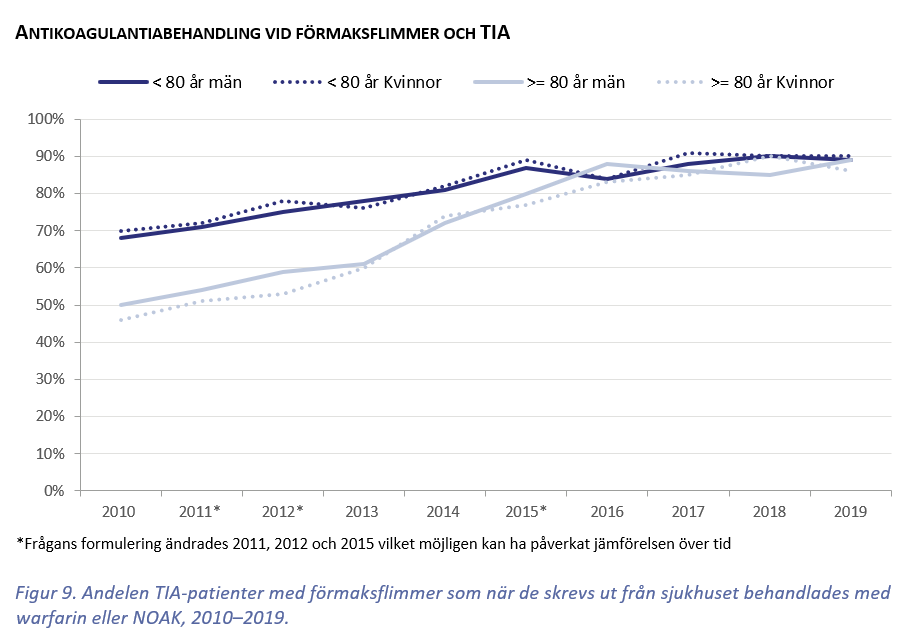 ANTIKOAGULANTIABEHANDLING VID FÖRMAKSFLIMMER OCH TIA
< 80 år män < 80 år Kvinnor >= 80 år män >= 80 år Kvinnor
100%
90%
80%
70%
60%
50%
40%
30%
20%
10%
0%
2010 2011* 2012* 2013 2014 2015* 2016 2017 2018 2019
*Frågans formulering ändrades 2011, 2012 och 2015 vilket möjligen kan ha påverkat jämförelsen över tid
Figur 9. Andelen TIA-patienter med förmaksflimmer som när de skrevs ut från sjukhuset behandlades med
warfarin eller NOAK, 2010–2019.